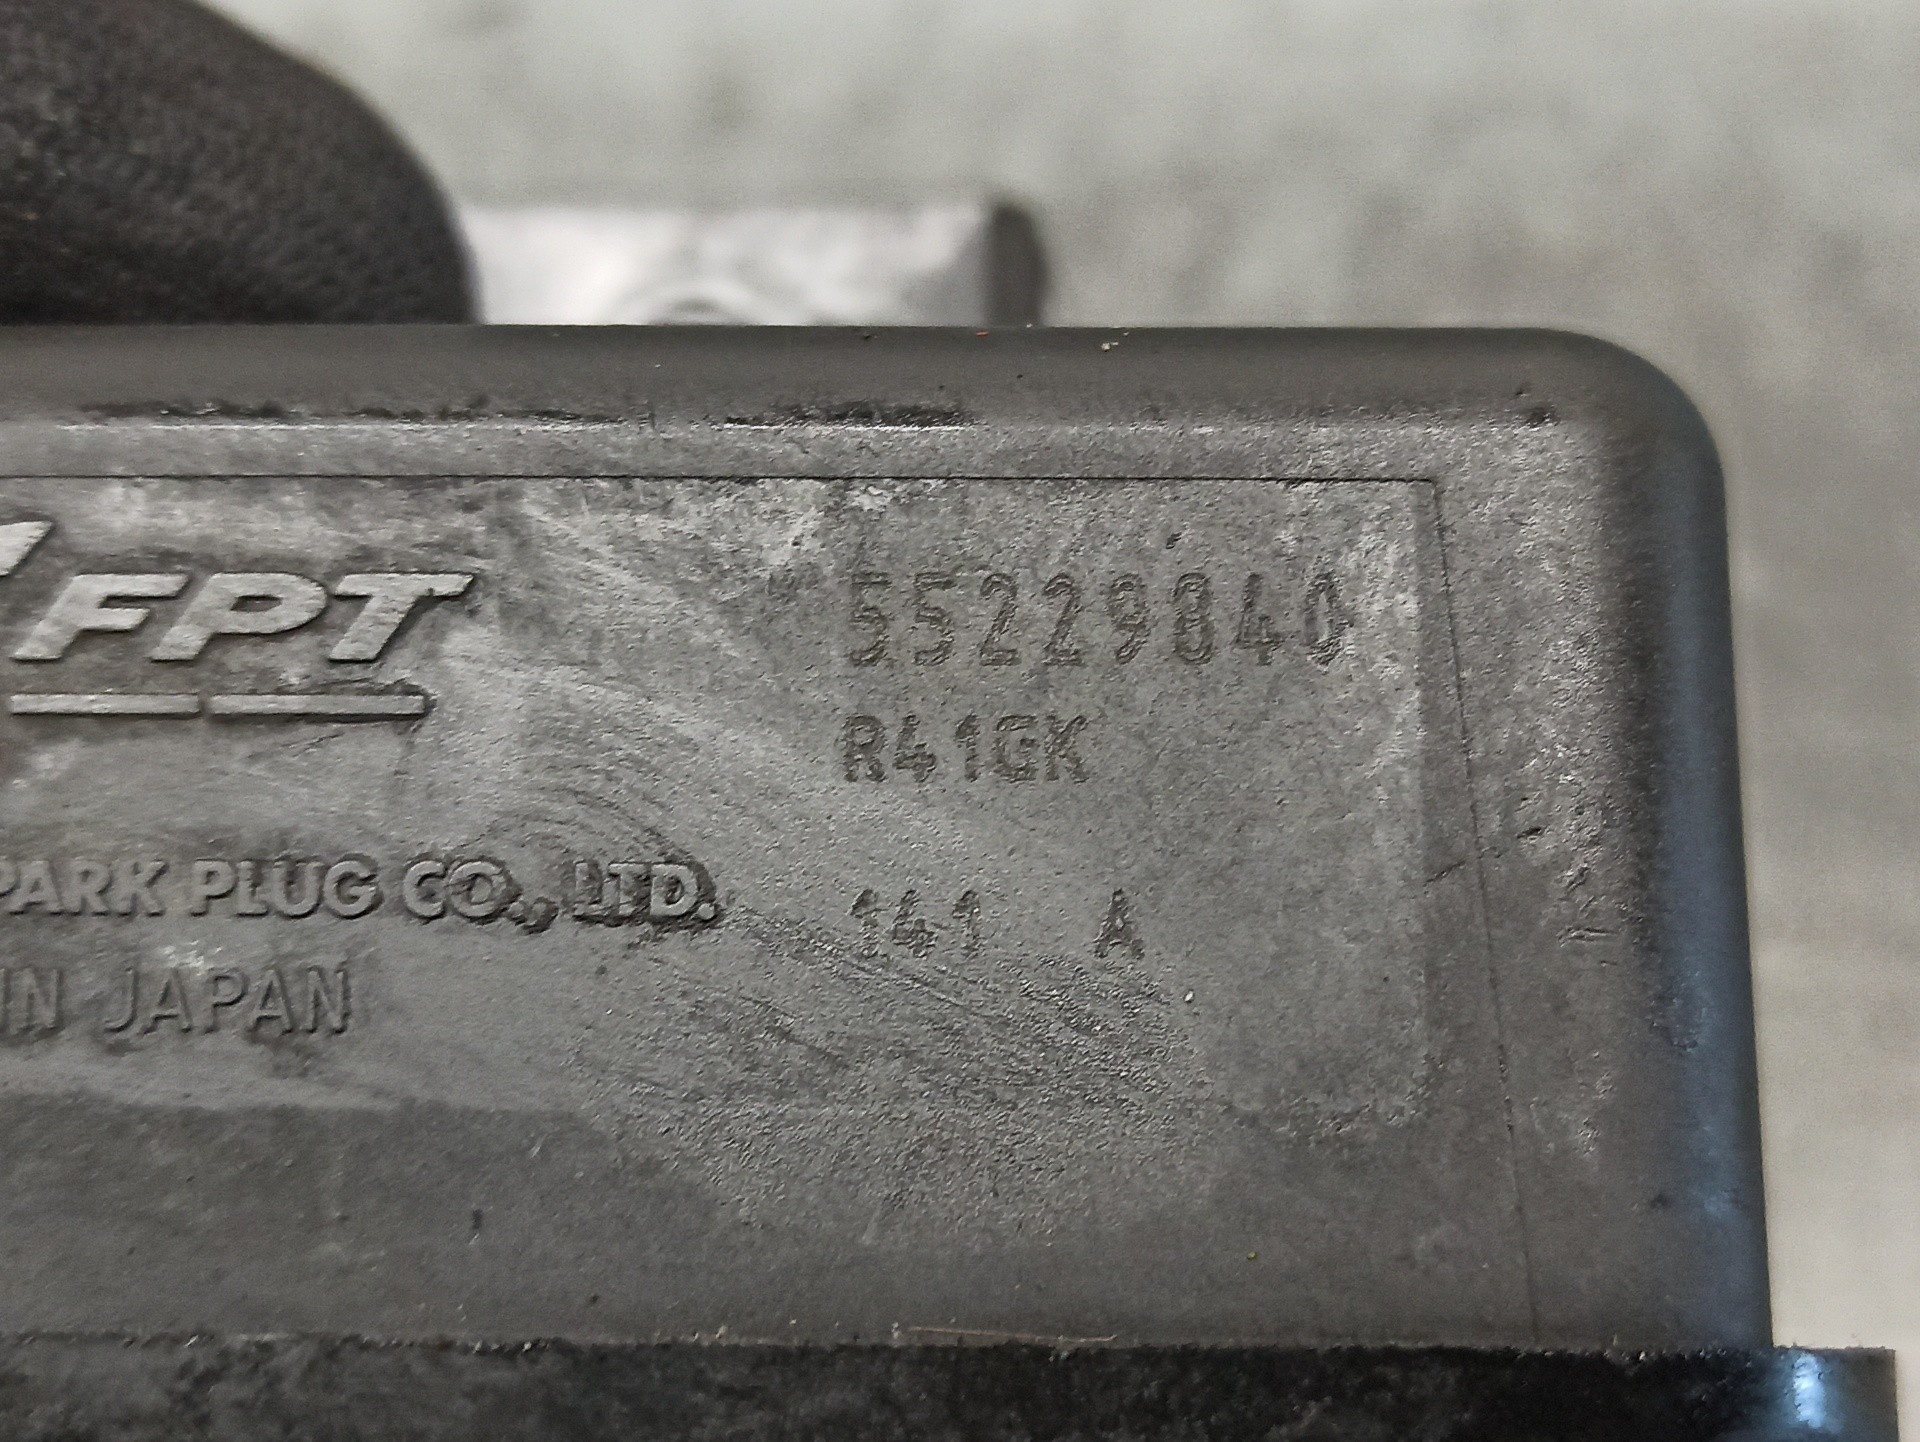 FPT
55229840
R41GK
PARK PLUG CO., LTD.
141 A
IN JAPAN